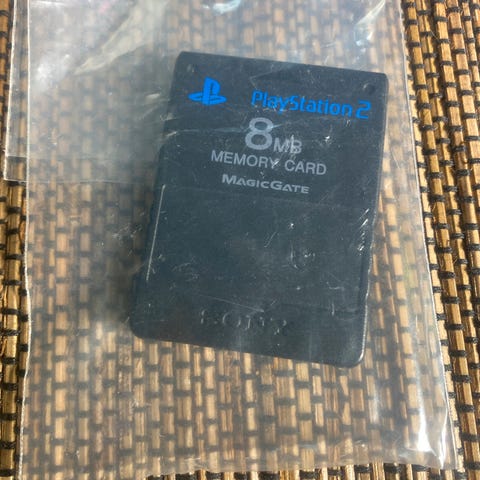 PlayStation 2
8MB
MEMORY CARD
MAGICGATE
SONY